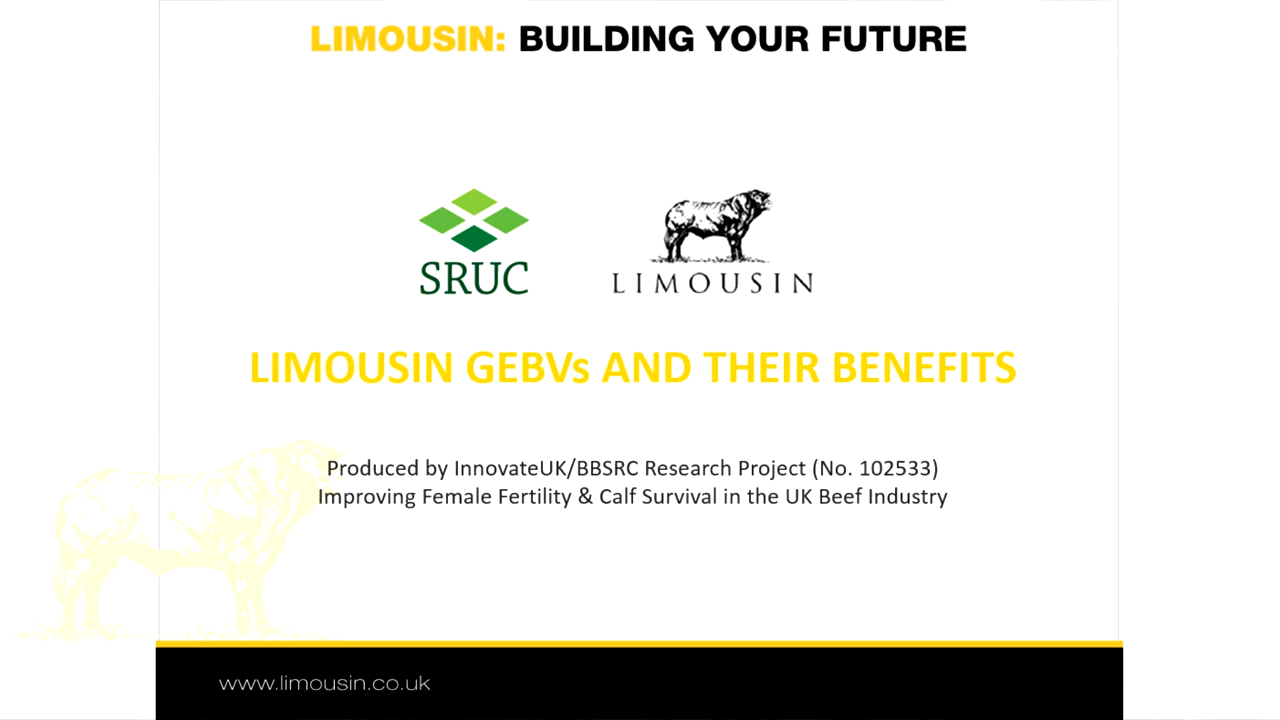 LIMOUSIN: BUILDING YOUR FUTURE
SRUC
LIMOUSIN
LIMOUSIN GEBVs AND THEIR BENEFITS
Produced by InnovateUK/BBSRC Research Project (No. 102533)
Improving Female Fertility & Calf Survival in the UK Beef Industry
www.limousin.co.uk